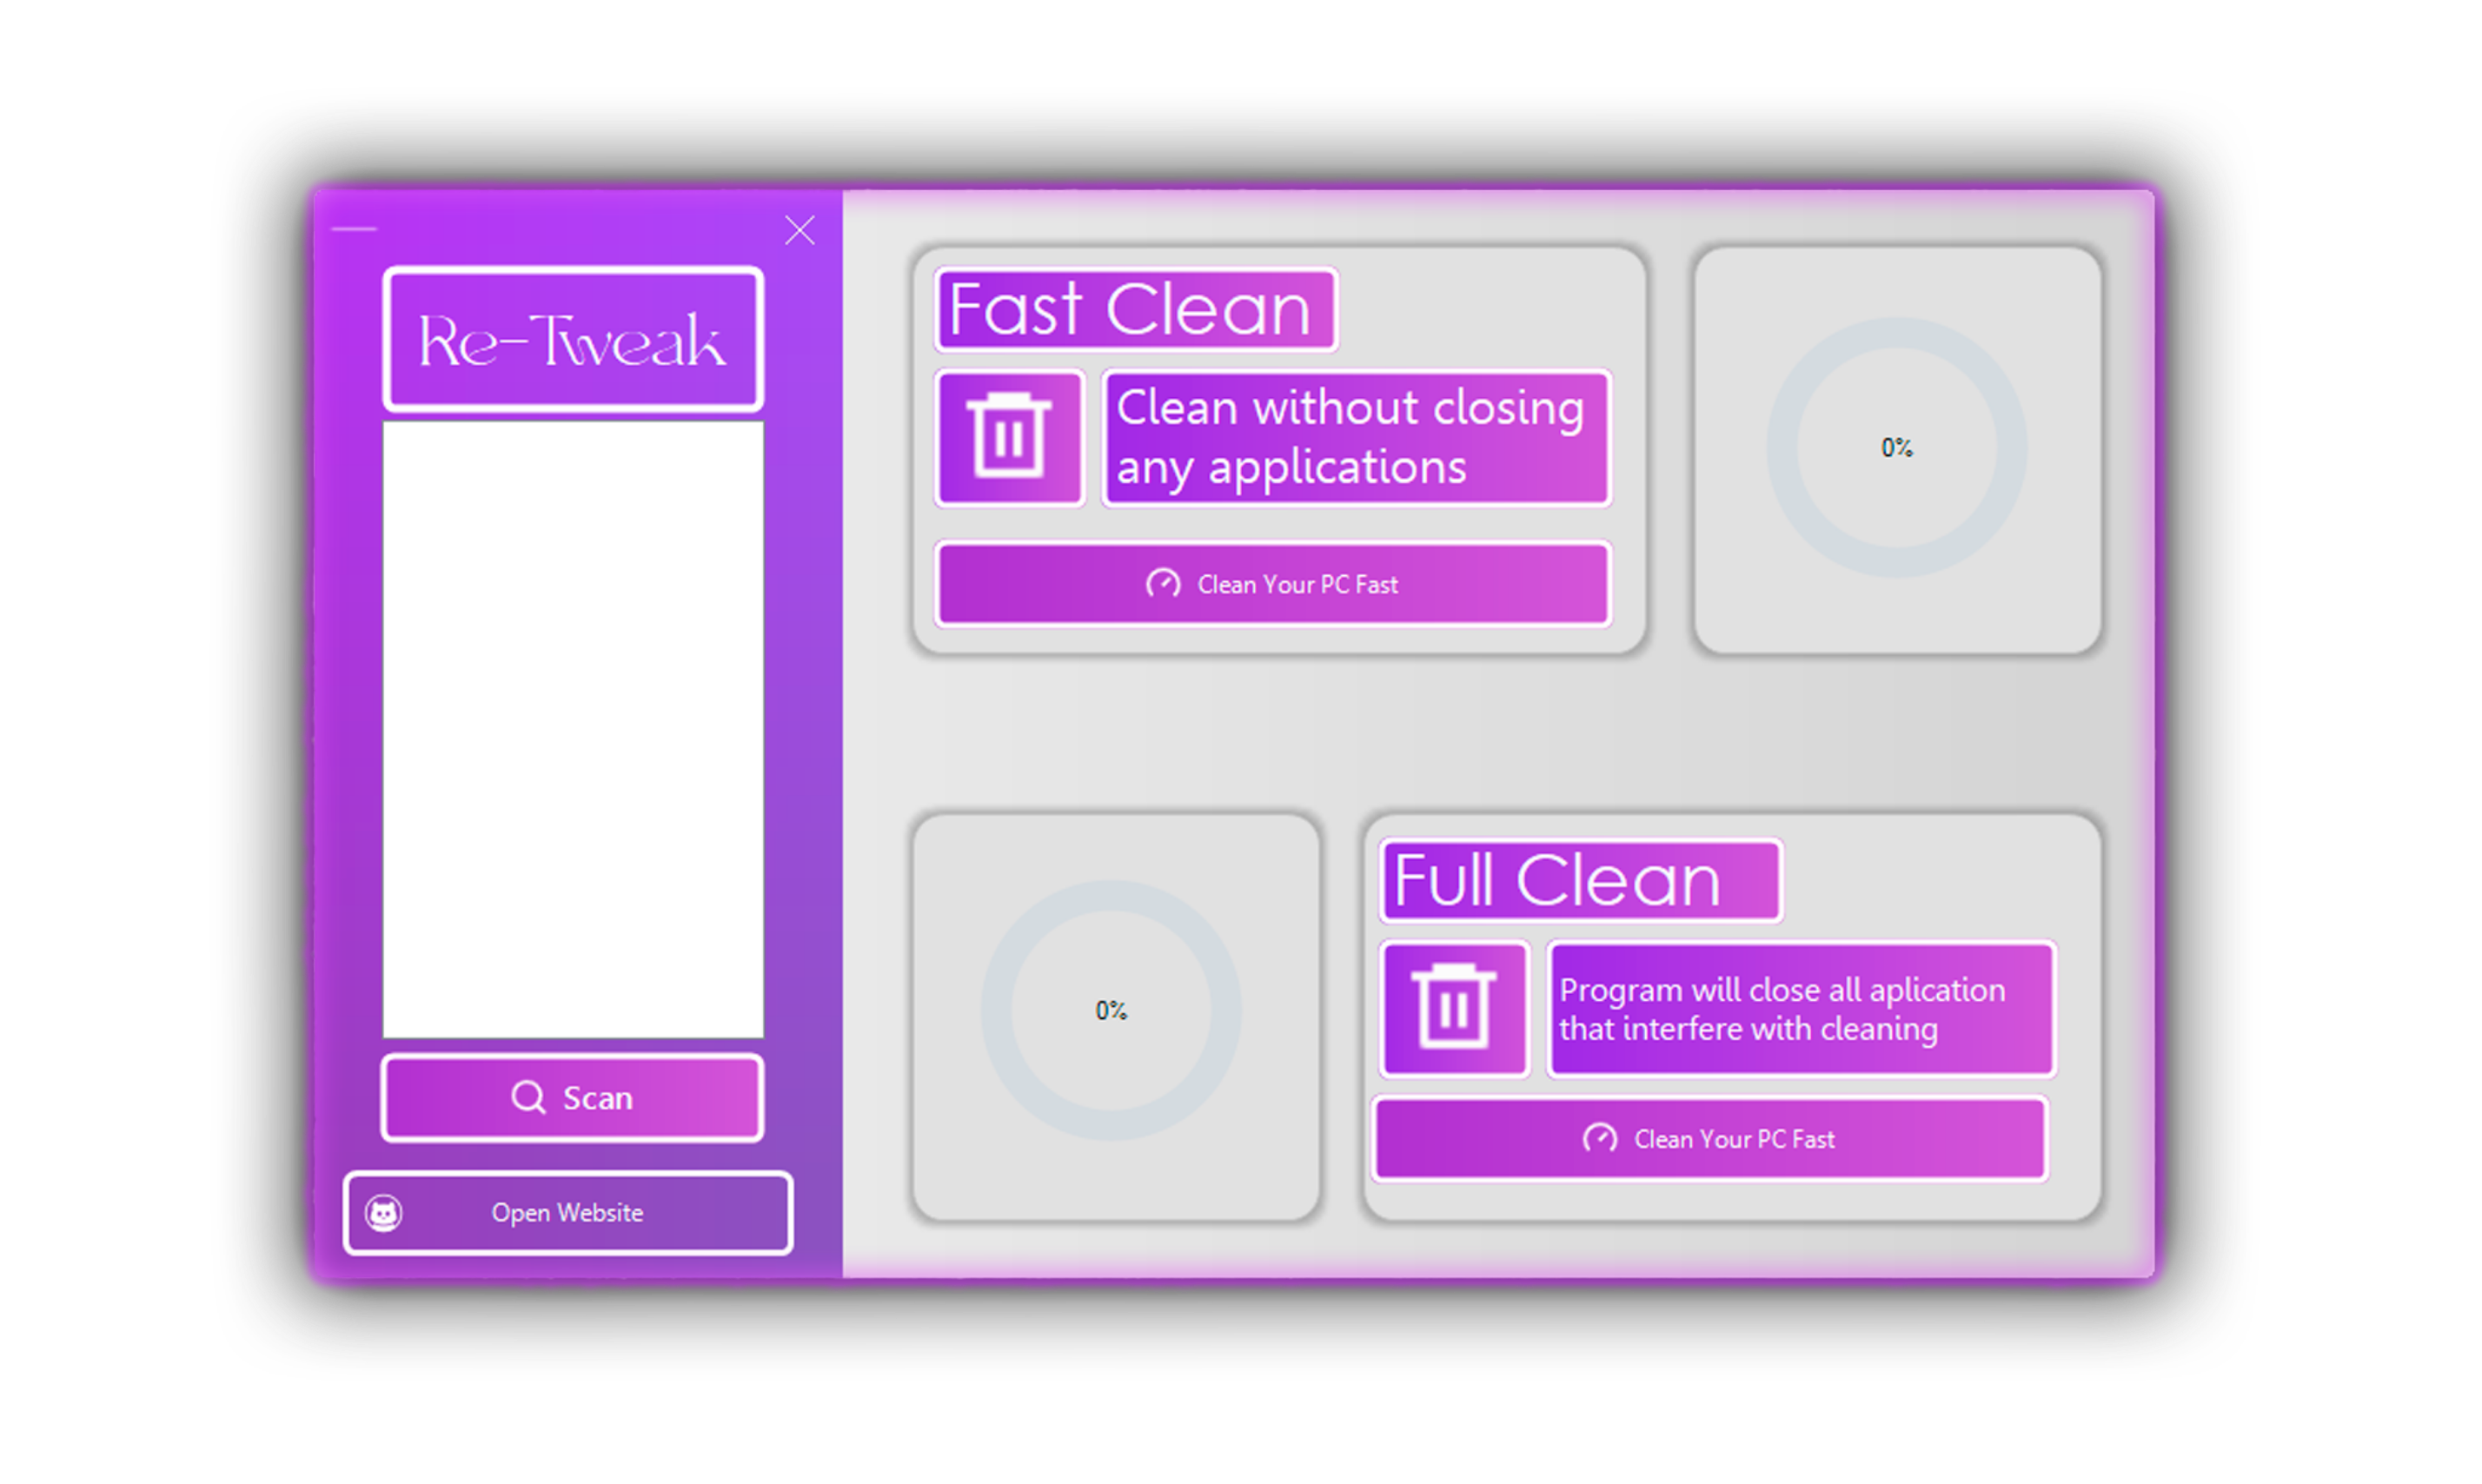 Re-Tweak
Scan
Open Website
Fast Clean
Clean without closing
any applications
Clean Your PC Fast
0%
0%
Full Clean
Program will close all aplication
that interfere with cleaning
Clean Your PC Fast